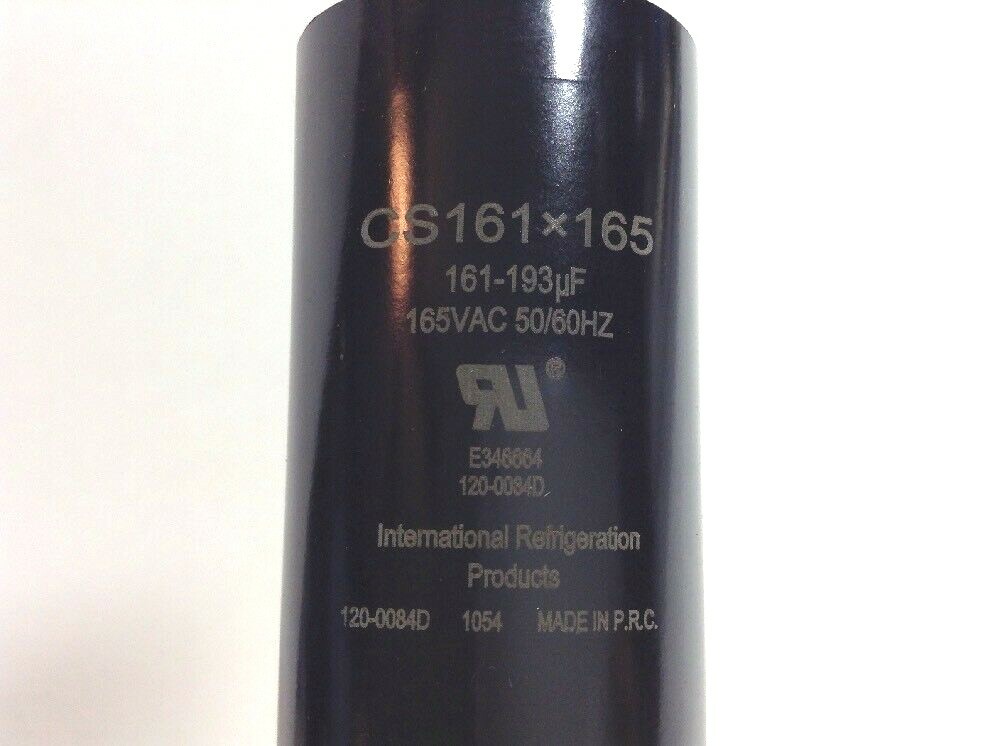 CS161×165
161-193µF
165VAC 50/60HZ
®
E346664
120-0084D
International Refrigeration
Products
120-0084D 1054 MADE IN P.R.C.